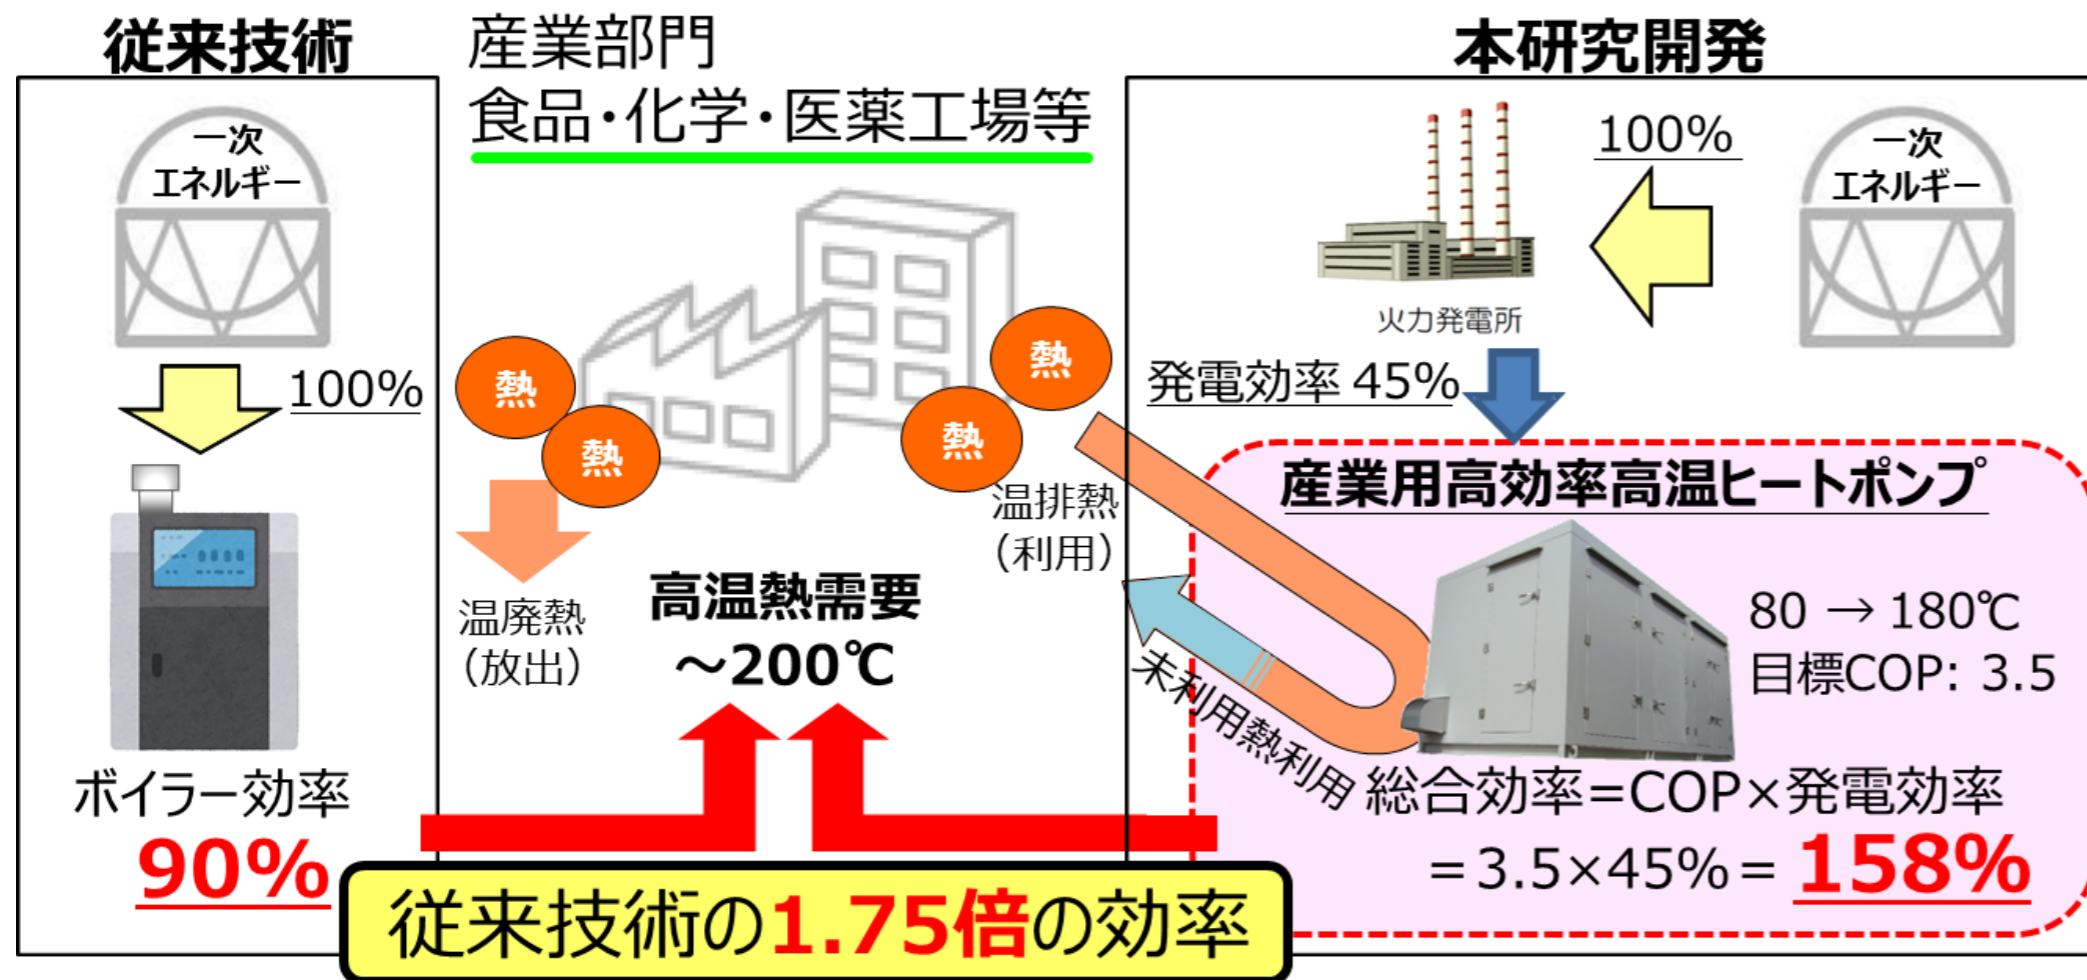 従来技術
一次
エネルギー
100%
ボイラー効率
90%
産業部門
食品・化学・医薬工場等
熱
熱
温廃熱
（放出）
熱
熱
温排熱
（利用）
高温熱需要
～200℃
本研究開発
一次
エネルギー
100%
火力発電所
発電効率 45%
産業用高効率高温ヒートポンプ
80 → 180℃
目標COP: 3.5
未利用熱利用
総合効率=COP×発電効率
= 3.5×45% = 158%
従来技術の1.75倍の効率